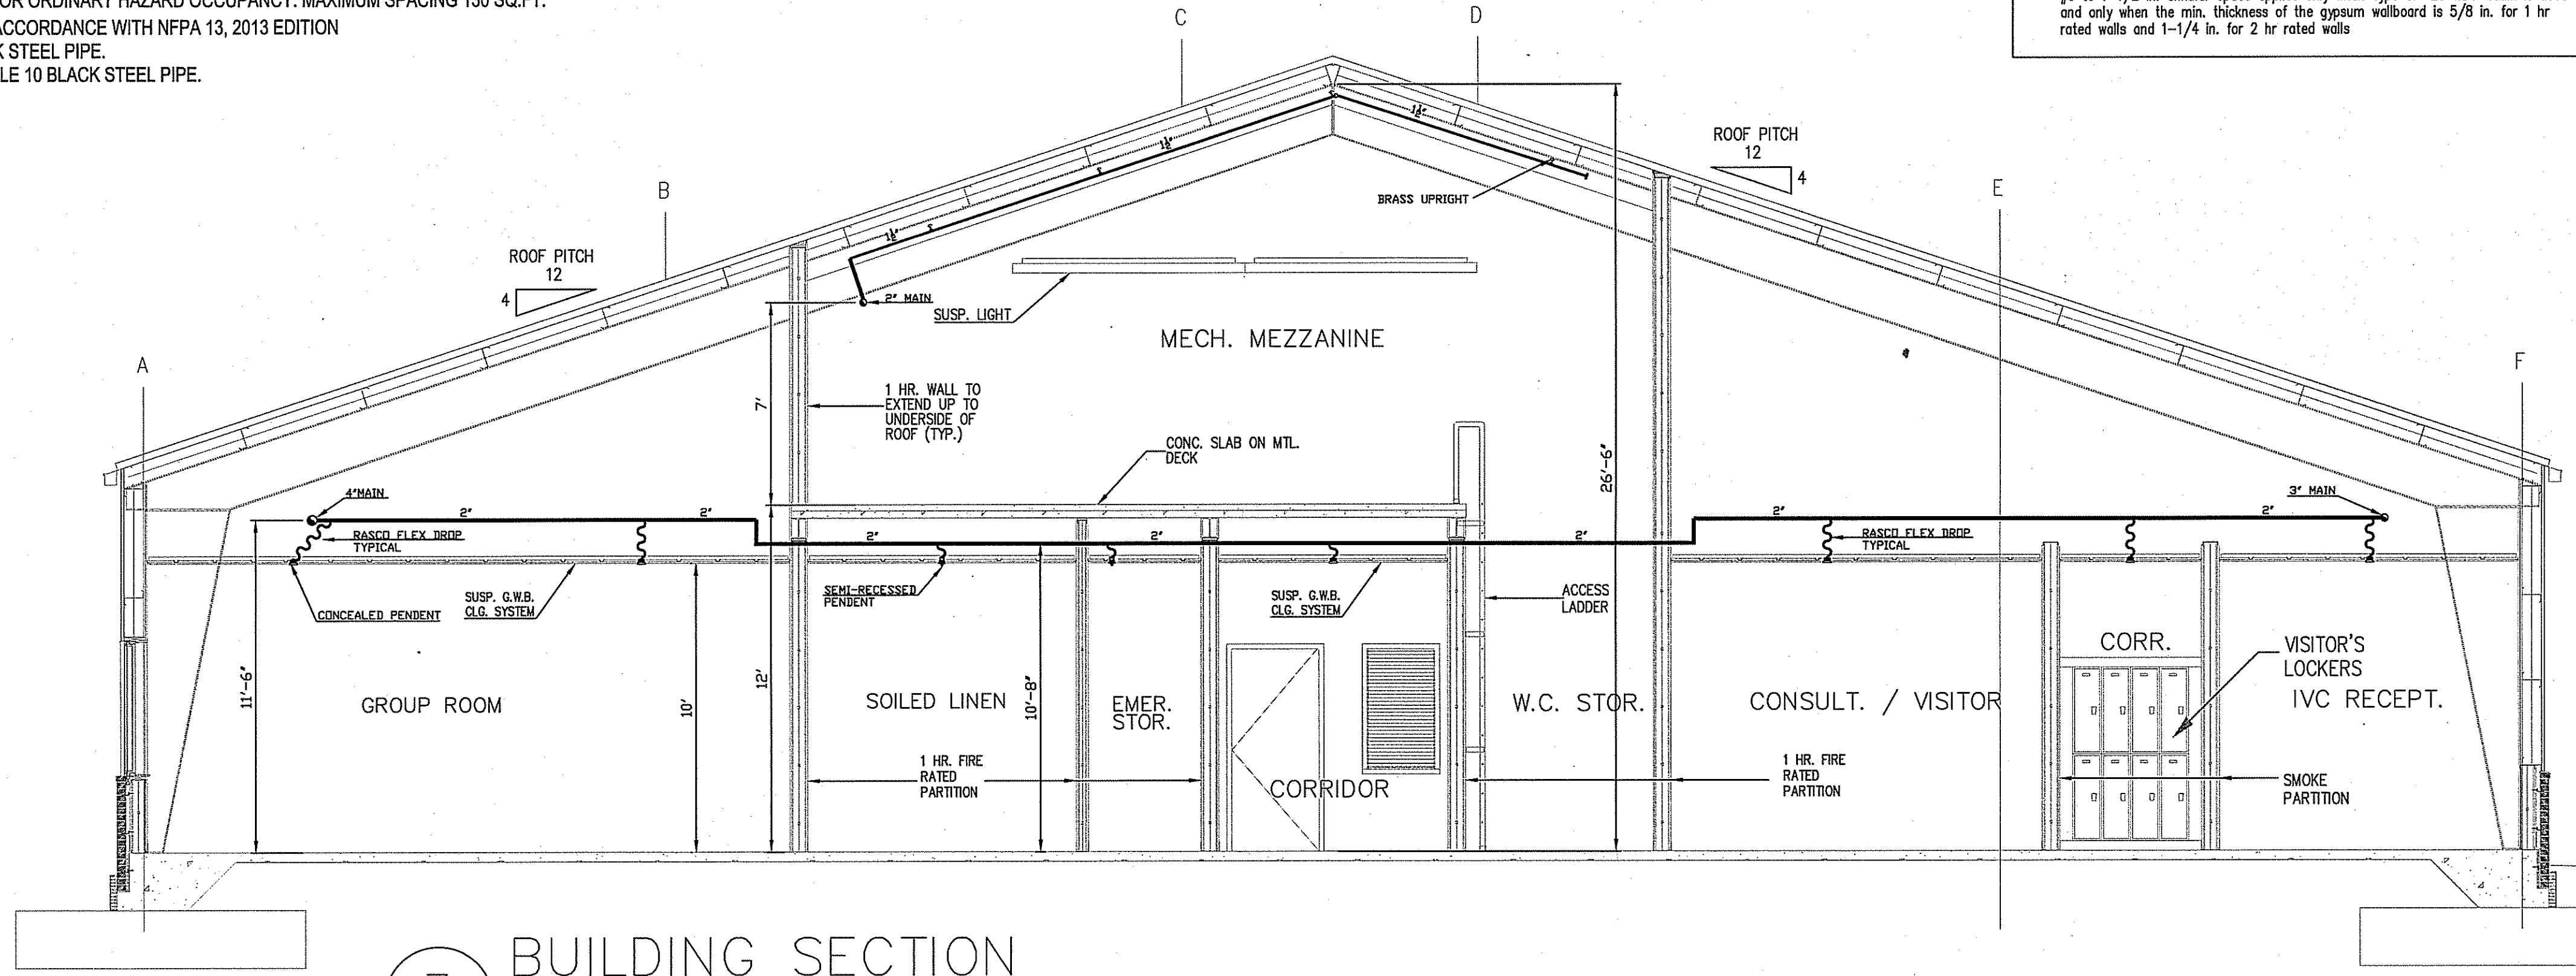 OR ORDINARY HAZARD OCCUPANCY. MAXIMUM SPACING 130 SQ.FT.
ACCORDANCE WITH NFPA 13, 2013 EDITION
K STEEL PIPE.
LE 10 BLACK STEEL PIPE.
and only when the min. thickness of the gypsum wallboard is 5/8 in. for 1 hr
rated walls and 1-1/4 in. for 2 hr rated walls
C
D
B
A
E
F
ROOF PITCH
12
4
ROOF PITCH
12
4
1½"
1½"
1½"
BRASS UPRIGHT
2" MAIN
SUSP. LIGHT
MECH. MEZZANINE
7'
1 HR. WALL TO
EXTEND UP TO
UNDERSIDE OF
ROOF (TYP.)
CONC. SLAB ON MTL.
DECK
26'-6"
4"MAIN
2"
2"
2"
2"
2"
2"
2"
3" MAIN
RASCO FLEX DROP
TYPICAL
RASCO FLEX DROP
TYPICAL
CONCEALED PENDENT
SUSP. G.W.B.
CLG. SYSTEM
SEMI-RECESSED
PENDENT
SUSP. G.W.B.
CLG. SYSTEM
ACCESS
LADDER
11'-6"
10'
12'
10'-8"
GROUP ROOM
SOILED LINEN
EMER.
STOR.
CORRIDOR
W.C. STOR.
CONSULT. / VISITOR
CORR.
VISITOR'S
LOCKERS
IVC RECEPT.
1 HR. FIRE
RATED
PARTITION
1 HR. FIRE
RATED
PARTITION
SMOKE
PARTITION
BUILDING SECTION